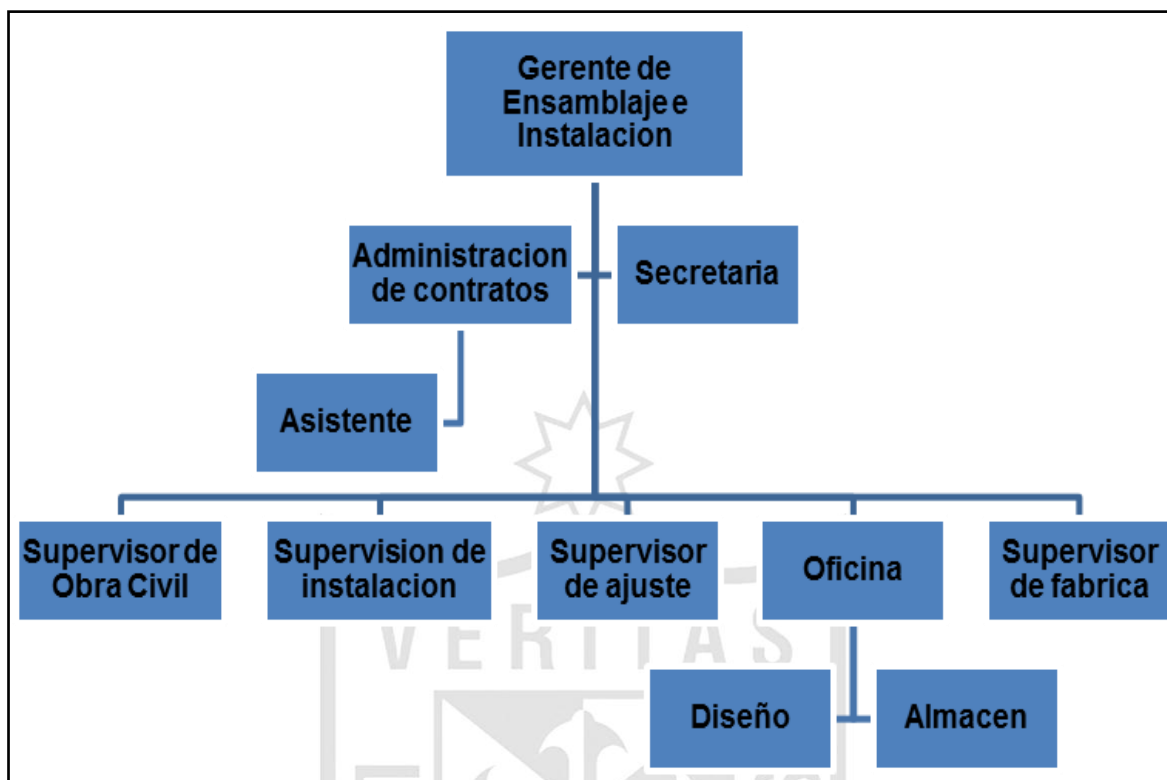 Gerente de
Ensamblaje e
Instalacion
Administracion
de contratos
Secretaria
Asistente
Supervisor de
Obra Civil
Supervision de
instalacion
Supervisor
de ajuste
Oficina
Supervisor
de fabrica
VERITAS
Diseño
Almacen